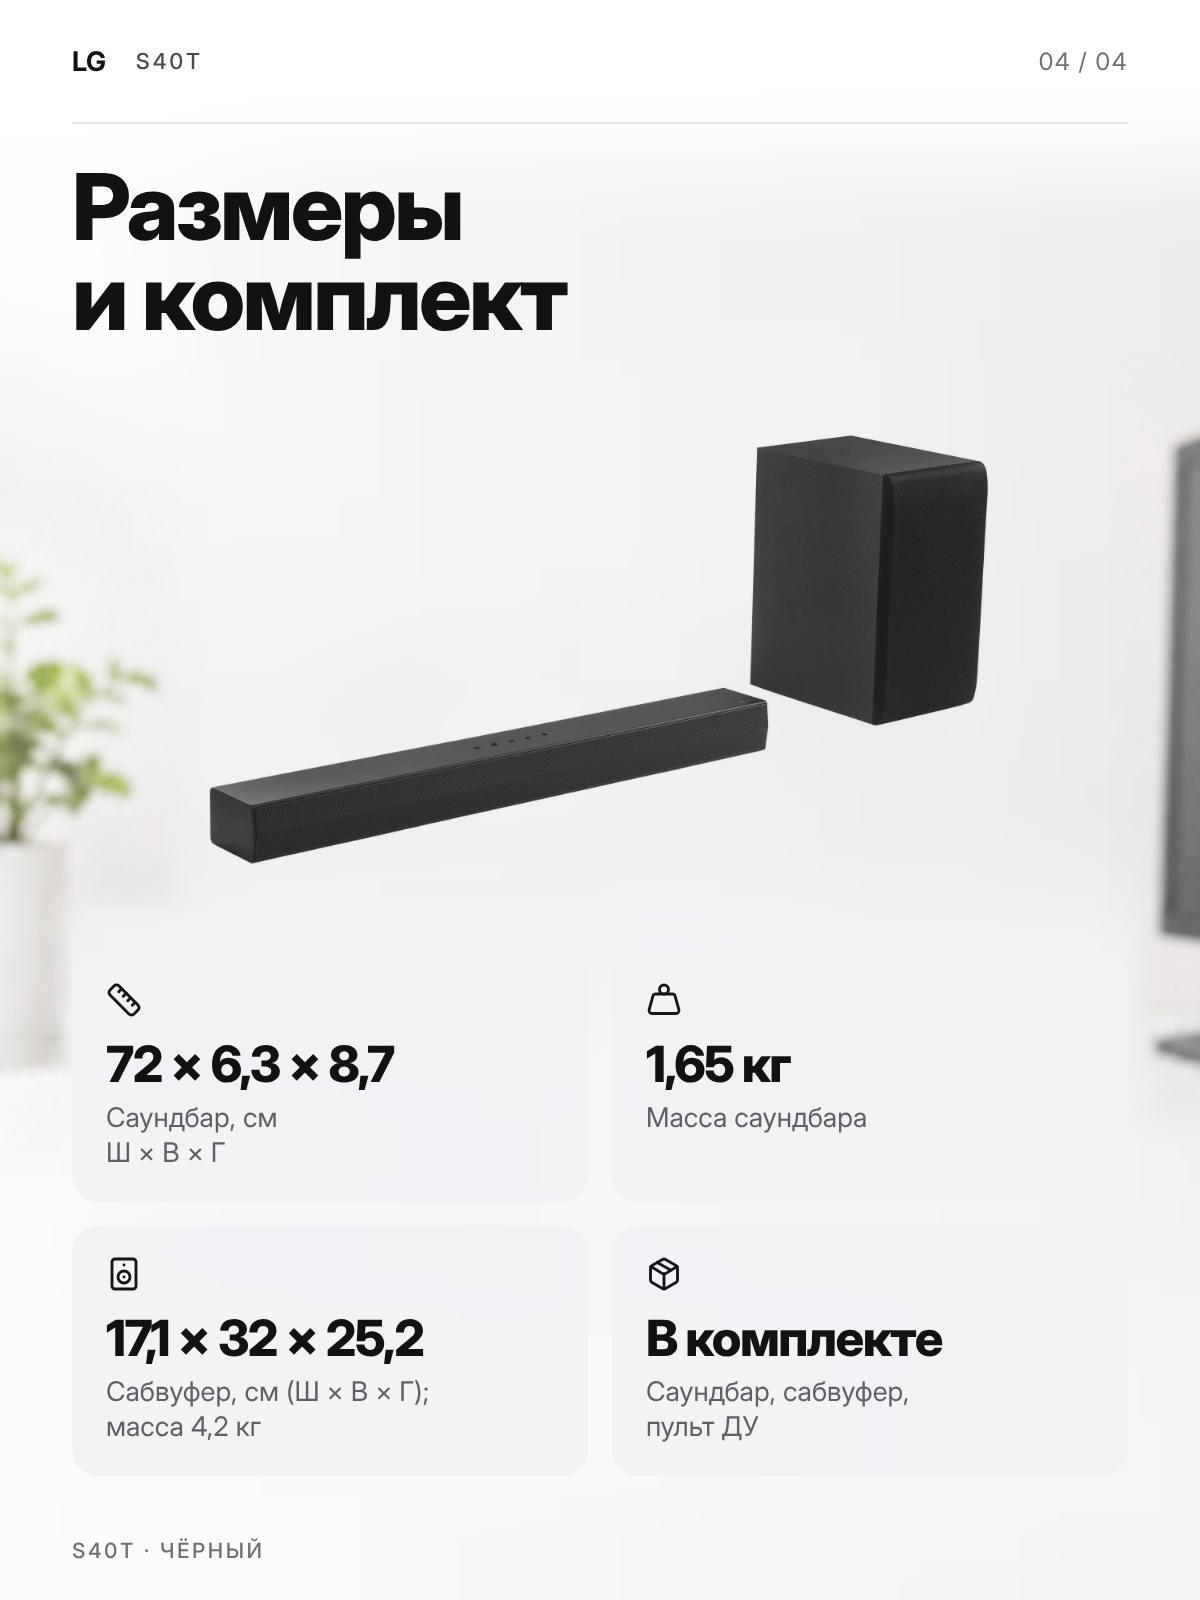 LG S40T 04 / 04
Размеры
и комплект
72 × 6,3 × 8,7
Саундбар, см
Ш × В × Г
1,65 кг
Масса саундбара
17,1 × 32 × 25,2
Сабвуфер, см (Ш × В × Г);
масса 4,2 кг
В комплекте
Саундбар, сабвуфер,
пульт ДУ
S40T · ЧЁРНЫЙ